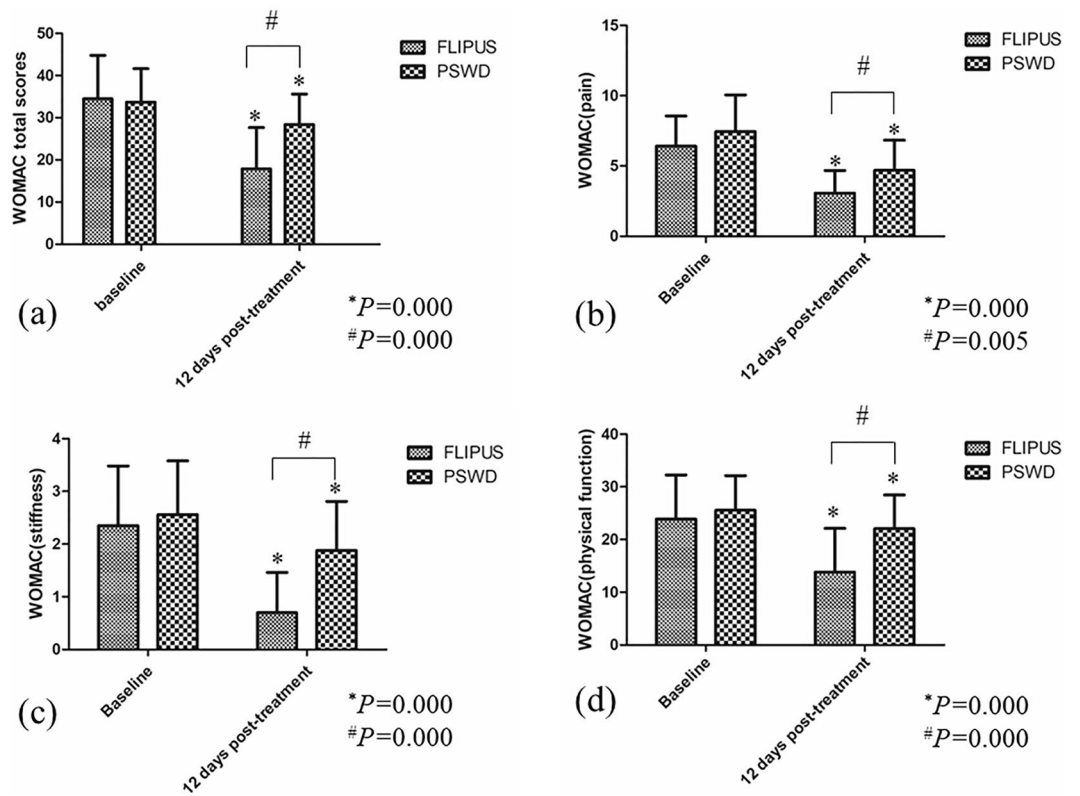 #
FLIPUS
PSWD
WOMAC total scores
50
40
30
20
10
0
*
*
baseline
12 days post-treatment
(a)
*P=0.000
#P=0.000
#
FLIPUS
PSWD
WOMAC(pain)
15
10
5
0
*
*
Baseline
12 days post-treatment
(b)
*P=0.000
#P=0.005
#
FLIPUS
PSWD
WOMAC(stiffness)
4
3
2
1
0
*
*
Baseline
12 days post-treatment
(c)
*P=0.000
#P=0.000
#
FLIPUS
PSWD
WOMAC(physical function)
40
30
20
10
0
*
*
Baseline
12 days post-treatment
(d)
*P=0.000
#P=0.000